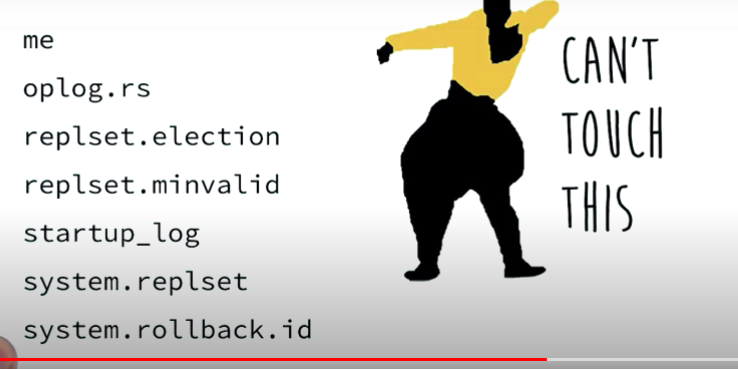 me
oplog.rs
replset.election
replset.minvalid
startup_log
system.replset
system.rollback.id
CAN'T
TOUCH
THIS